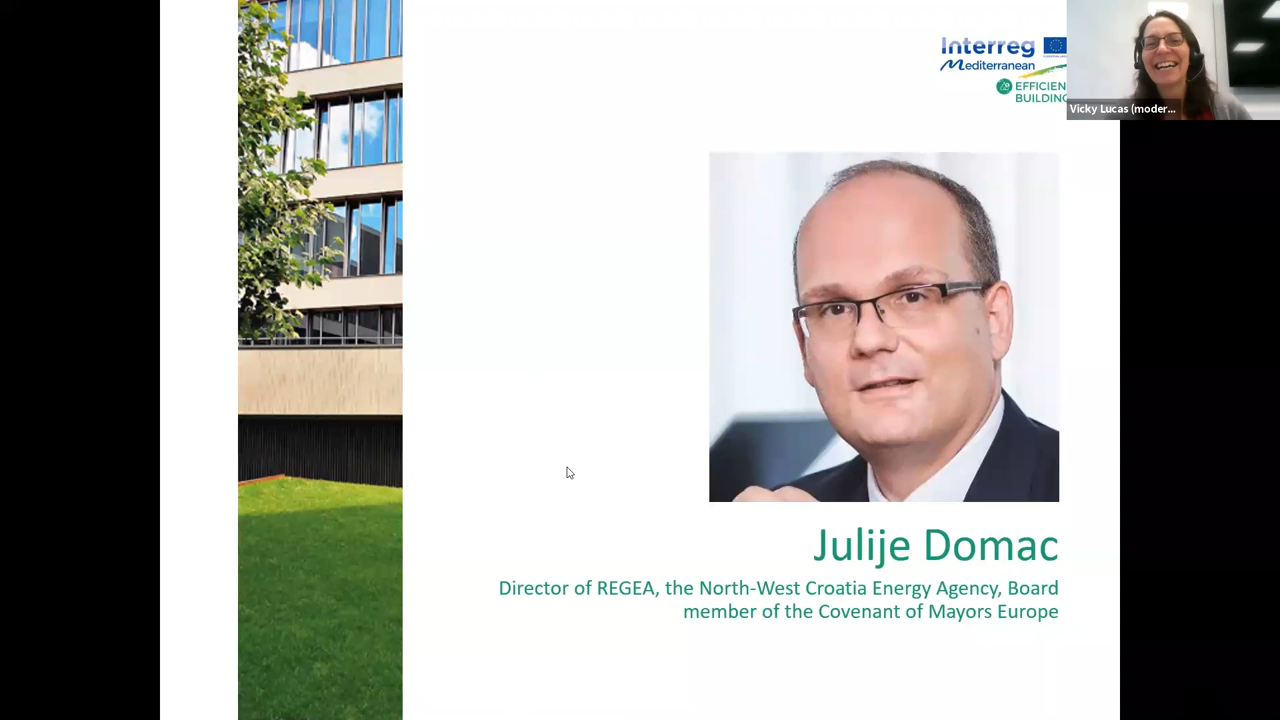 Interreg
Mediterranean
EFFICIEN
BUILDING
Vicky Lucas (moder...
Julije Domac
Director of REGEA, the North-West Croatia Energy Agency, Board
member of the Covenant of Mayors Europe